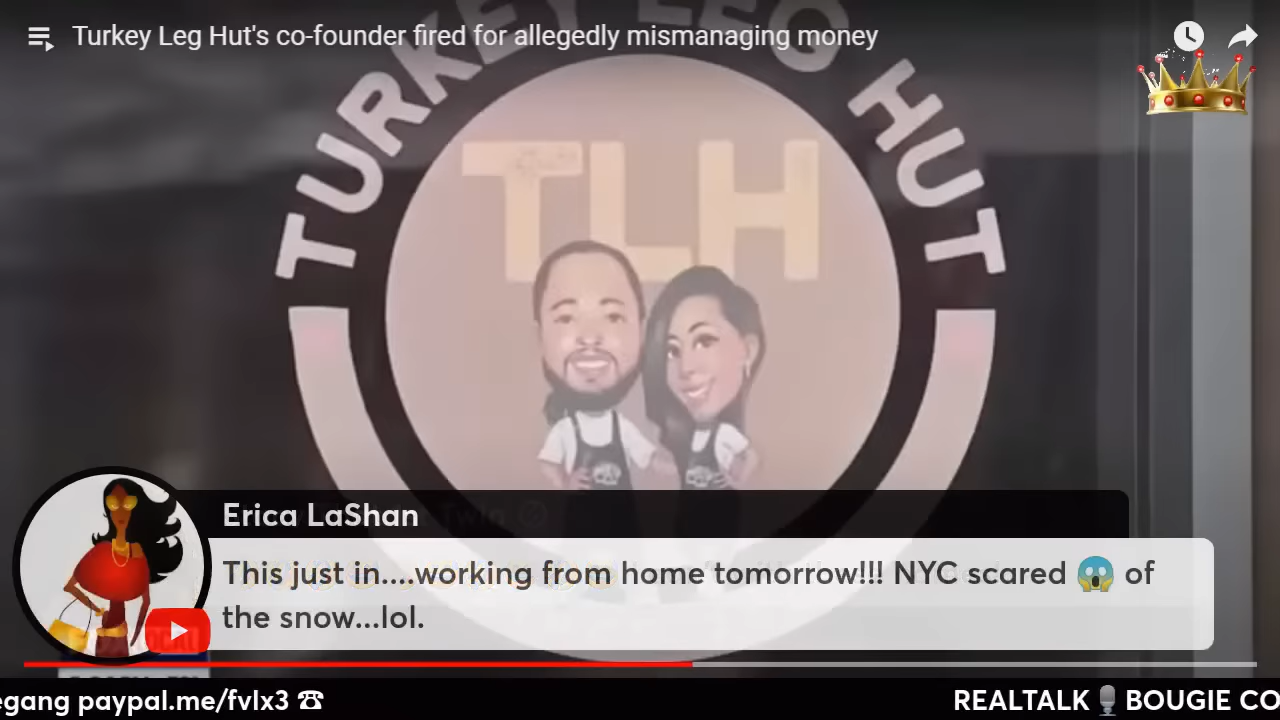 Turkey Leg Hut's co-founder fired for allegedly mismanaging money
TURKEY LEG HUT
TLH
Erica LaShan
This just in....working from home tomorrow!!! NYC scared 😱 of
the snow...lol.
egang paypal.me/fvlx3 ☎ REALTALK🎙️BOUGIE CO